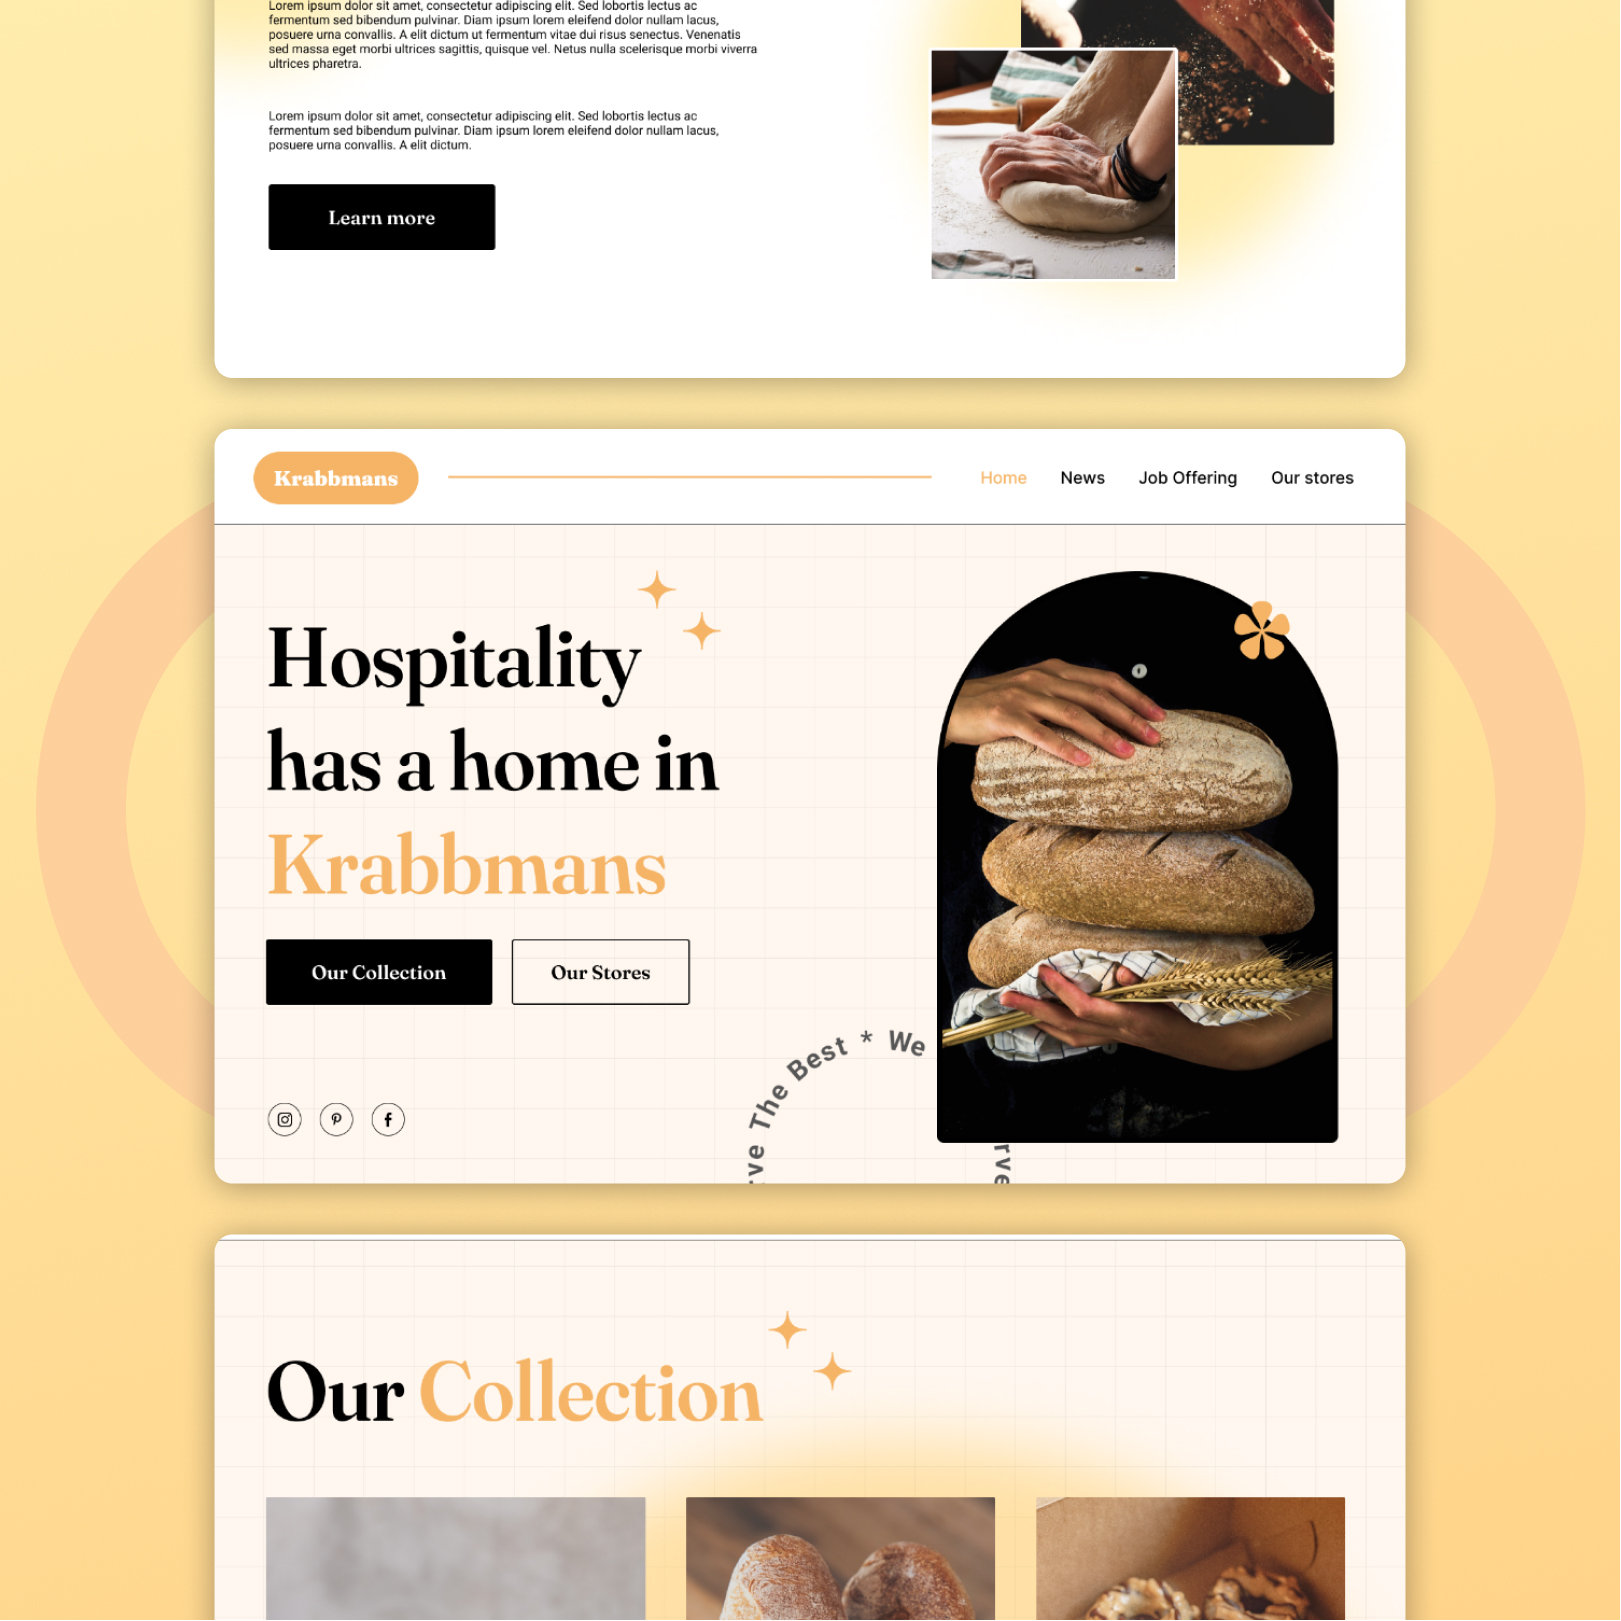 Lorem ipsum dolor sit amet, consectetur adipiscing elit. Sed lobortis lectus ac
fermentum sed bibendum pulvinar. Diam ipsum lorem eleifend dolor nullam lacus,
posuere urna convallis. A elit dictum ut fermentum vitae dui risus senectus. Venenatis
sed massa eget morbi ultrices sagittis, quisque vel. Netus nulla scelerisque morbi viverra
ultrices pharetra.
Lorem ipsum dolor sit amet, consectetur adipiscing elit. Sed lobortis lectus ac
fermentum sed bibendum pulvinar. Diam ipsum lorem eleifend dolor nullam lacus,
posuere urna convallis. A elit dictum.
Learn more
Krabbmans
Home
News
Job Offering
Our stores
Hospitality
has a home in
Krabbmans
Our Collection
Our Stores
rve The Best * We
rve
Our Collection